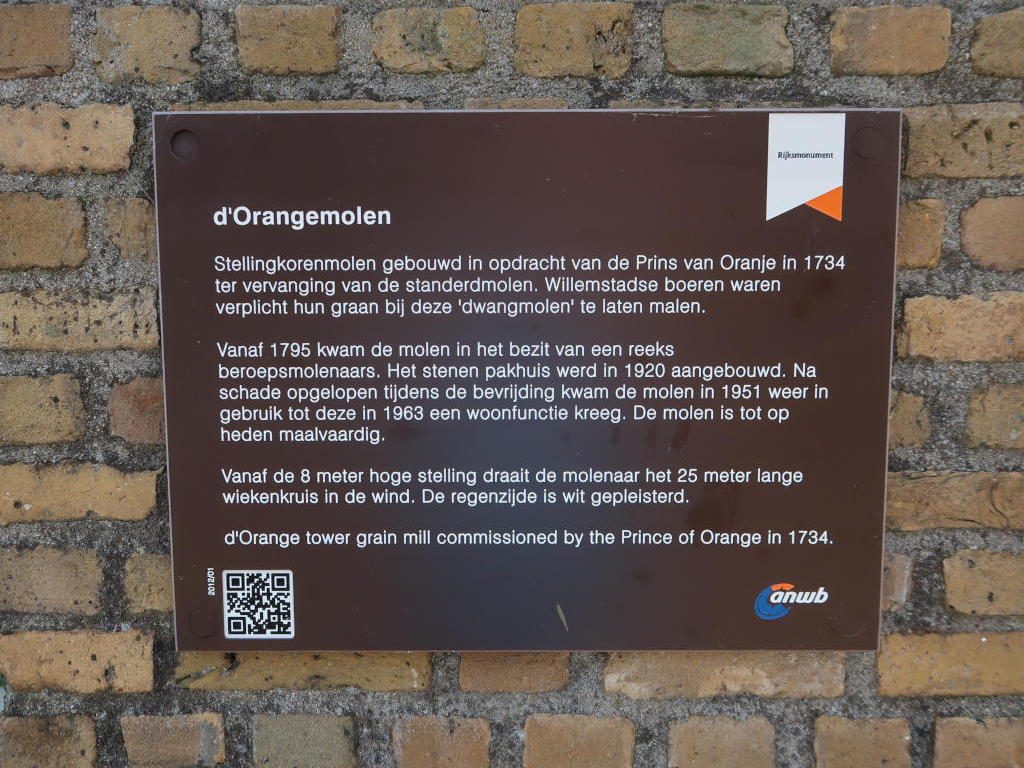 Rijksmonument
d'Orangemolen
Stellingkorenmolen gebouwd in opdracht van de Prins van Oranje in 1734
ter vervanging van de standerdmolen. Willemstadse boeren waren
verplicht hun graan bij deze 'dwangmolen' te laten malen.
Vanaf 1795 kwam de molen in het bezit van een reeks
beroepsmolenaars. Het stenen pakhuis werd in 1920 aangebouwd. Na
schade opgelopen tijdens de bevrijding kwam de molen in 1951 weer in
gebruik tot deze in 1963 een woonfunctie kreeg. De molen is tot op
heden maalvaardig.
Vanaf de 8 meter hoge stelling draait de molenaar het 25 meter lange
wiekenkruis in de wind. De regenzijde is wit gepleisterd.
d'Orange tower grain mill commissioned by the Prince of Orange in 1734.
2012/01
anwb